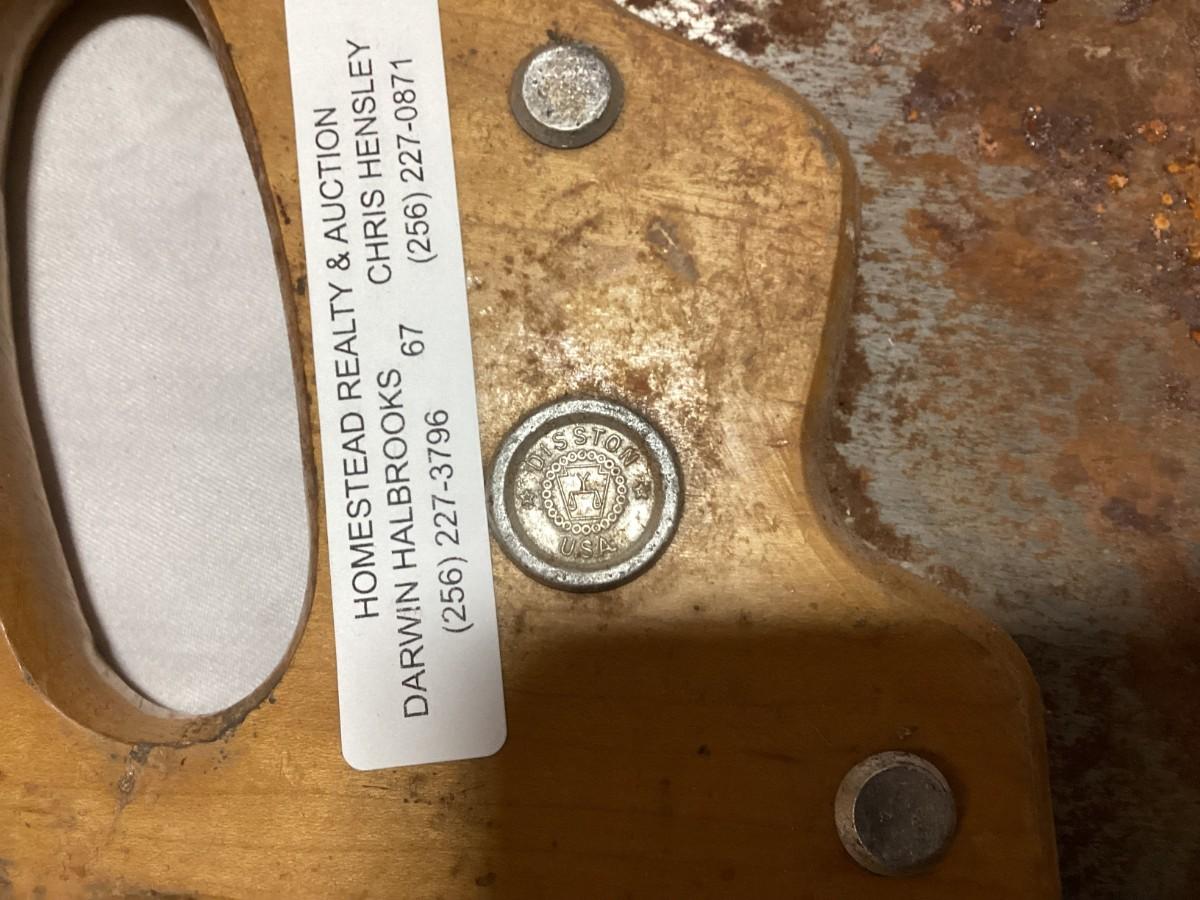 HOMESTEAD REALTY & AUCTION
DARWIN HALBROOKS CHRIS HENSLEY
(256) 227-3796 67 (256) 227-0871
DISSTON
USA